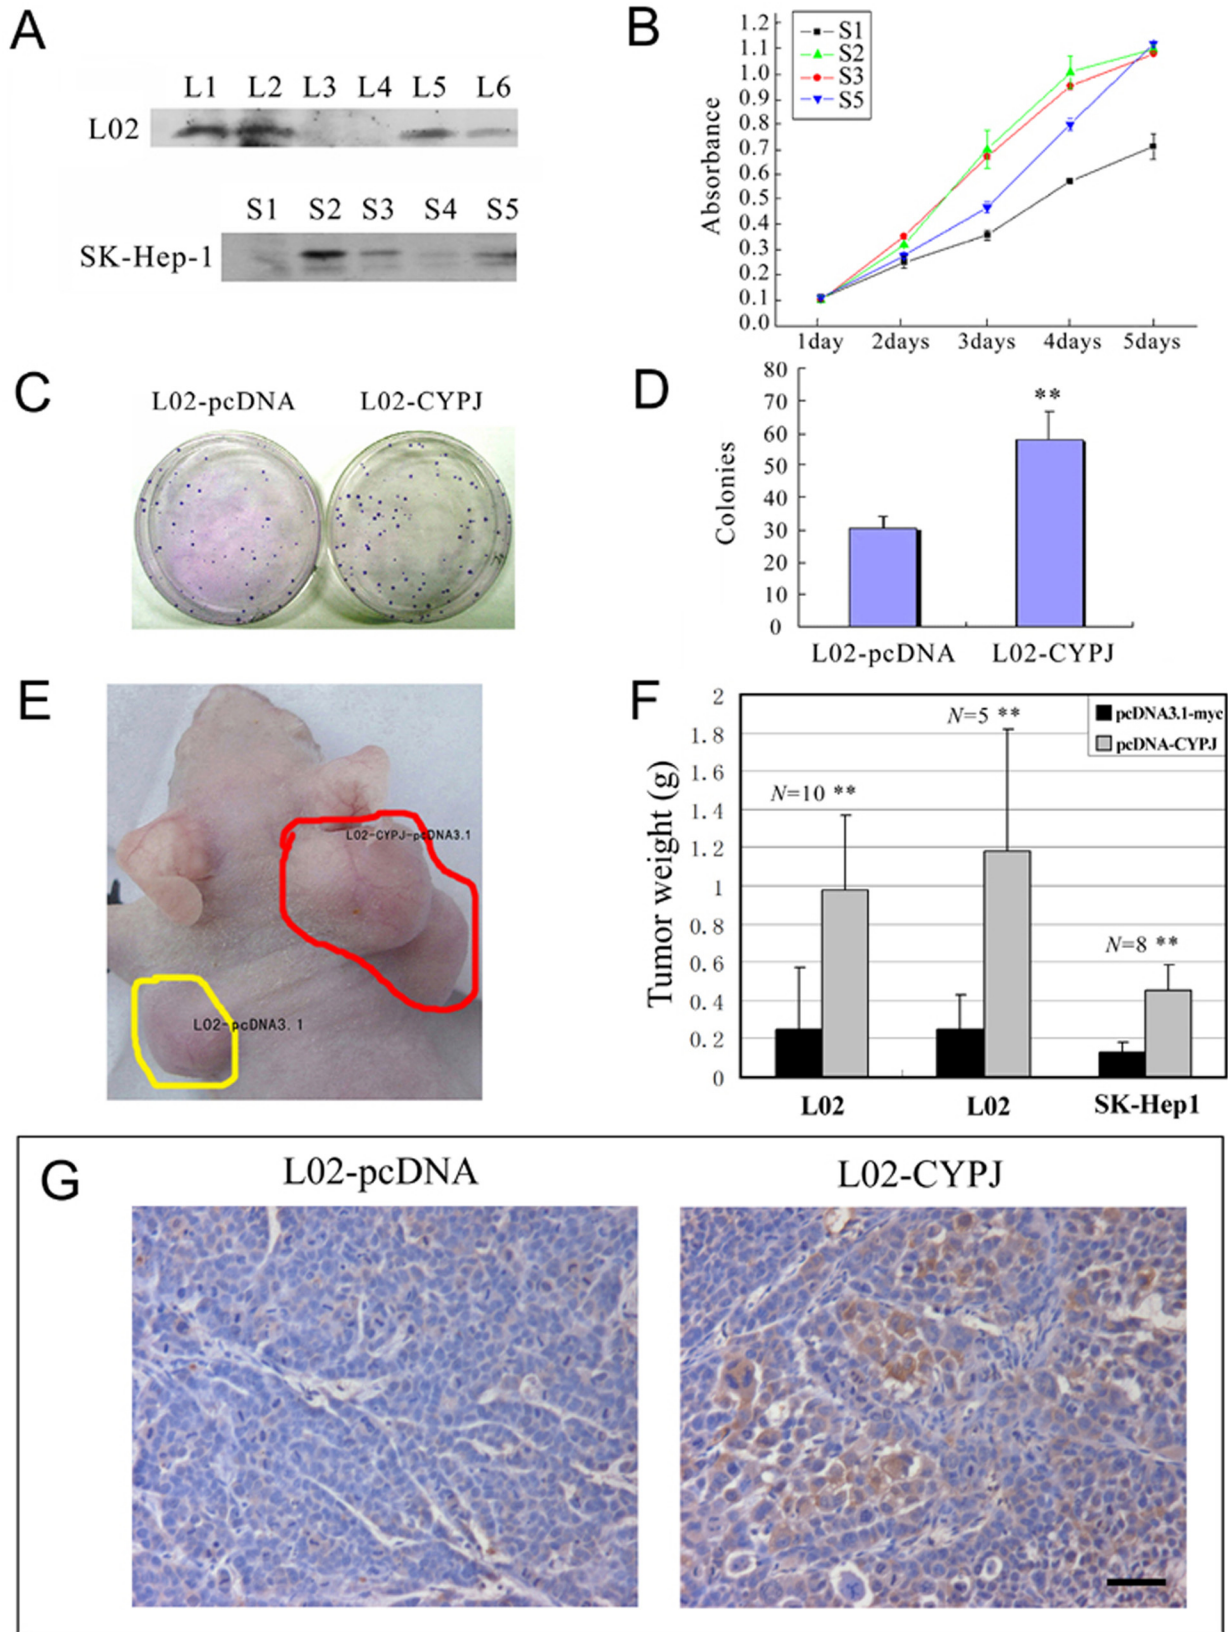 A
L1 L2 L3 L4 L5 L6
L02
S1 S2 S3 S4 S5
SK-Hep-1
B
1.2
1.1
1.0
0.9
0.8
0.7
0.6
0.5
0.4
0.3
0.2
0.1
0.0
Absorbance
S1
S2
S3
S5
1day 2days 3days 4days 5days
C
L02-pcDNA L02-CYPJ
D
80
70
60
50
40
30
20
10
0
Colonies
**
L02-pcDNA L02-CYPJ
E
L02-CYPJ-pcDNA3.1
L02-pcDNA3.1
F
2
1.8
1.6
1.4
1.2
1
0.8
0.6
0.4
0.2
0
Tumor weight (g)
pcDNA3.1-myc
pcDNA-CYPJ
N=10 **
N=5 **
N=8 **
L02 L02 SK-Hep1
G
L02-pcDNA L02-CYPJ